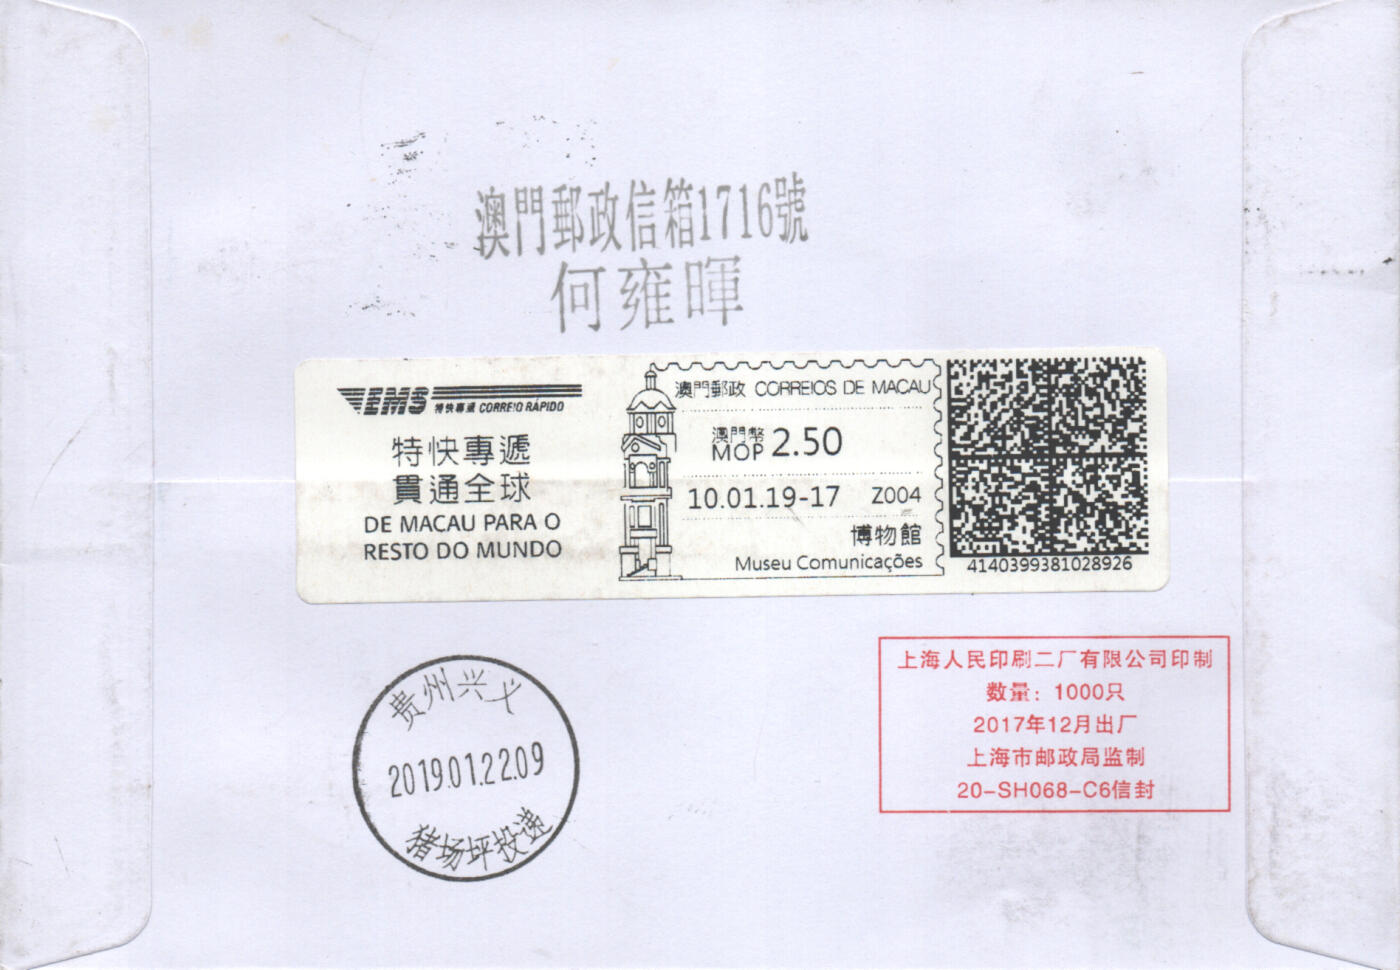 澳門郵政信箱1716號
何雍暉
EMS 特快專遞 CORREIO RÁPIDO
特快專遞
貫通全球
DE MACAU PARA O
RESTO DO MUNDO
澳門郵政 CORREIOS DE MACAU
澳門幣
MOP 2.50
10.01.19-17 Z004
博物館
Museu Comunicações
4140399381028926
上海人民印刷二厂有限公司印制
数量：1000只
2017年12月出厂
上海市邮政局监制
20-SH068-C6信封
贵州兴义
2019.01.22.09
猪场坪投递